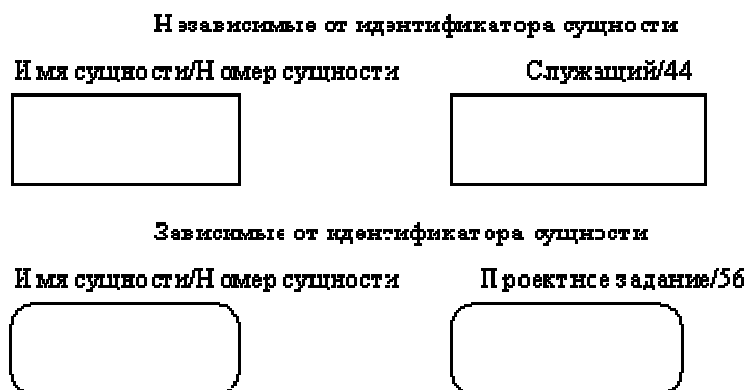 Независимые от идентификатора сущности
Имя сущности/Номер сущности Служащий/44
Зависимые от идентификатора сущности
Имя сущности/Номер сущности Проектное задание/56